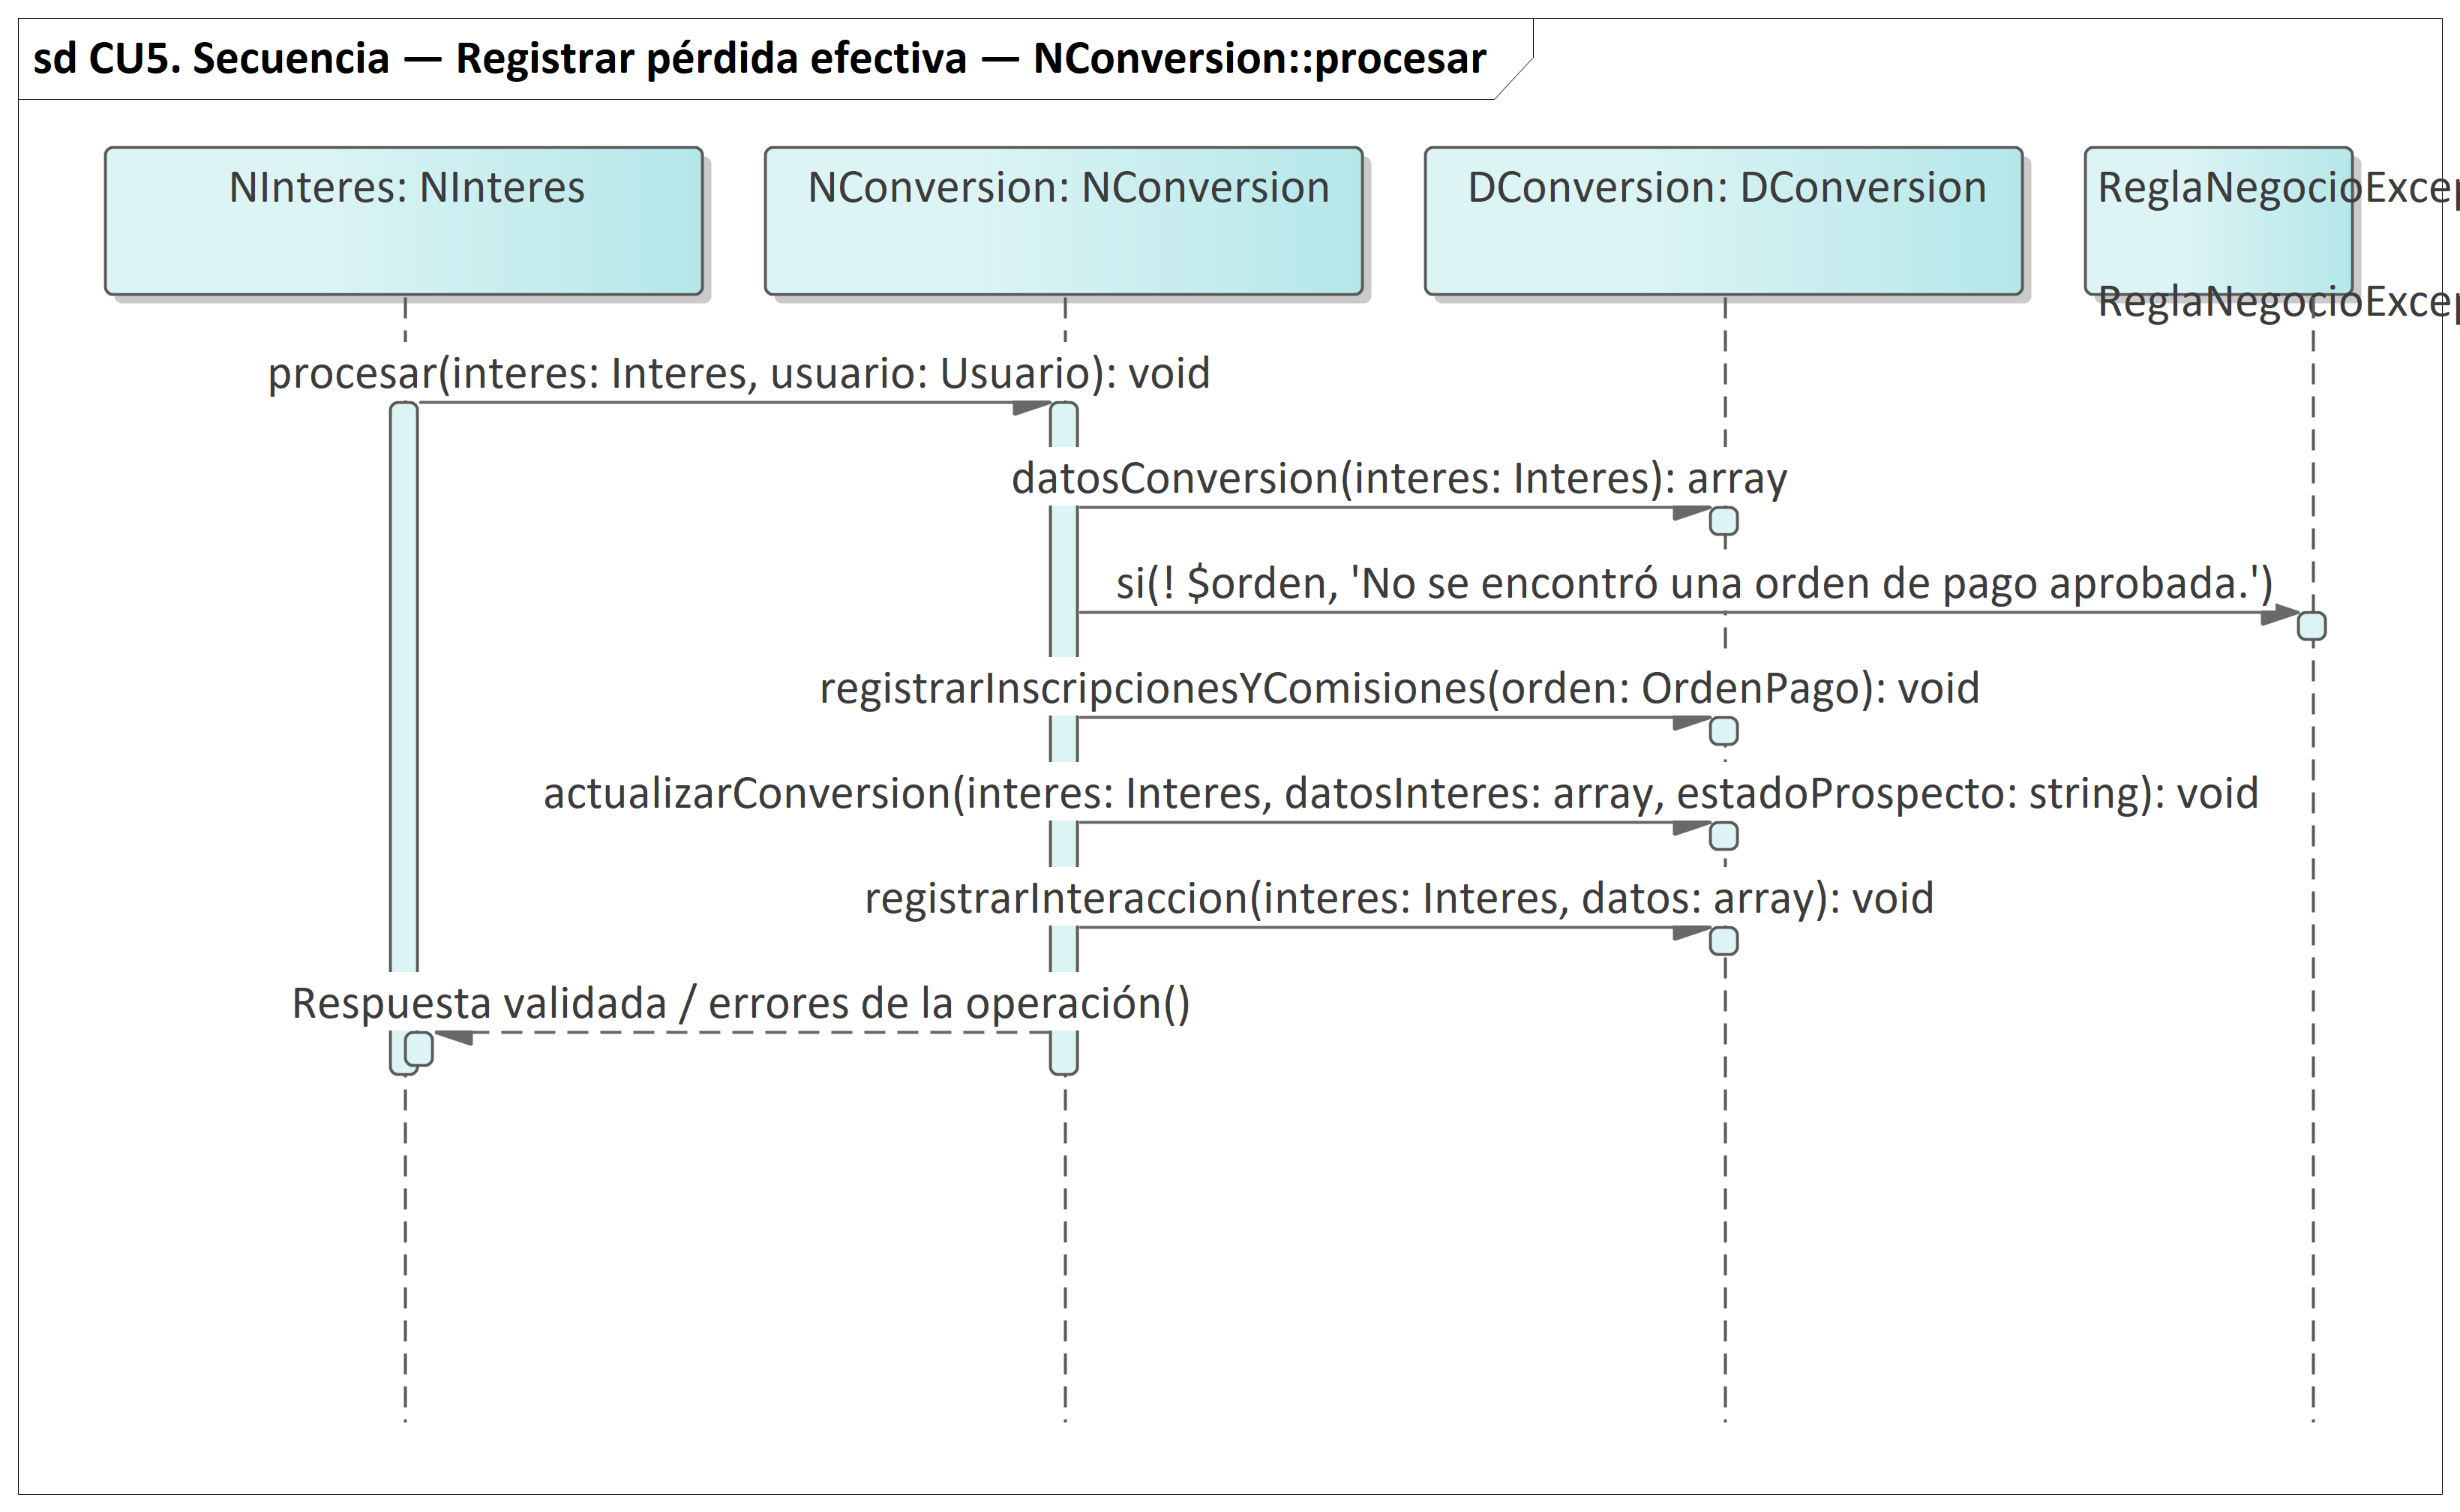 sd CU5. Secuencia — Registrar pérdida efectiva — NConversion::procesar
NInteres: NInteres
NConversion: NConversion
DConversion: DConversion
ReglaNegocioExcep
ReglaNegocioExcep
procesar(interes: Interes, usuario: Usuario): void
datosConversion(interes: Interes): array
si(! $orden, 'No se encontró una orden de pago aprobada.')
registrarInscripcionesYComisiones(orden: OrdenPago): void
actualizarConversion(interes: Interes, datosInteres: array, estadoProspecto: string): void
registrarInteraccion(interes: Interes, datos: array): void
Respuesta validada / errores de la operación()